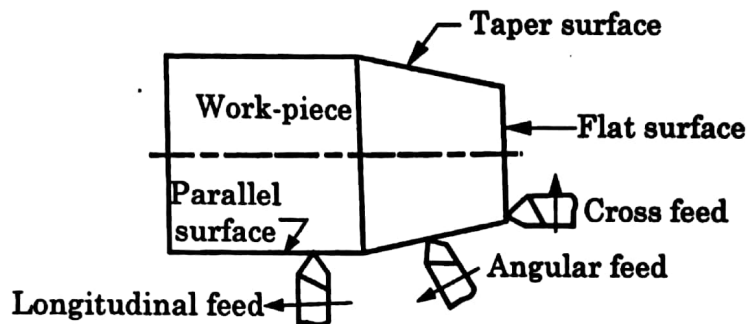 Taper surface
Work-piece
Flat surface
Parallel
surface
Cross feed
Angular feed
Longitudinal feed